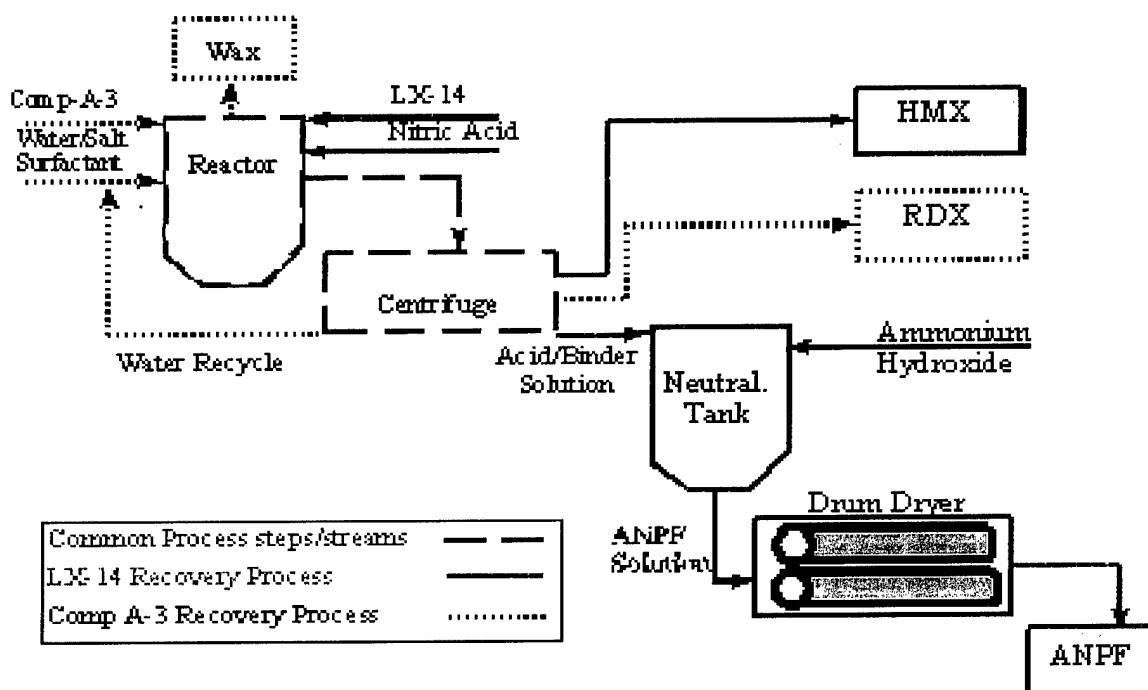 Wax
Comp-A-3
Water/Salt
Surfactant
LX-14
Nitric Acid
Reactor
HMX
RDX
Centrifuge
Water Recycle
Acid/Binder
Solution
Ammonium
Hydroxide
Neutral.
Tank
Drum Dryer
ANPF
Solution
ANPF
Common Process steps/streams
LX-14 Recovery Process
Comp A-3 Recovery Process